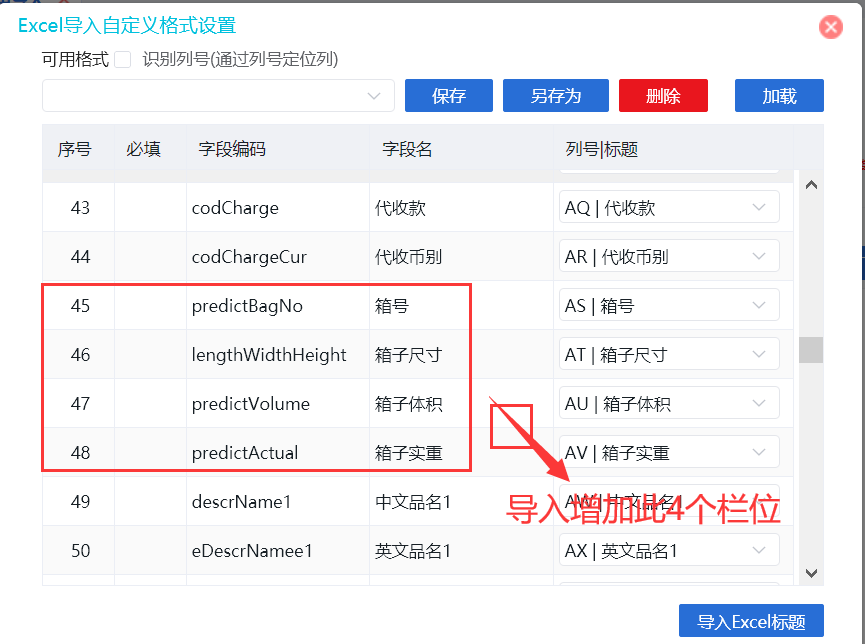 Excel导入自定义格式设置
可用格式 识别列号(通过列号定位列)
保存 另存为 删除 加载
序号 必填 字段编码 字段名 列号|标题
43 codCharge 代收款 AQ | 代收款
44 codChargeCur 代收币别 AR | 代收币别
45 predictBagNo 箱号 AS | 箱号
46 lengthWidthHeight 箱子尺寸 AT | 箱子尺寸
47 predictVolume 箱子体积 AU | 箱子体积
48 predictActual 箱子实重 AV | 箱子实重
49 descrName1 中文品名1 AW | 中文品名1
导入增加此4个栏位
50 eDescrNamee1 英文品名1 AX | 英文品名1
导入Excel标题